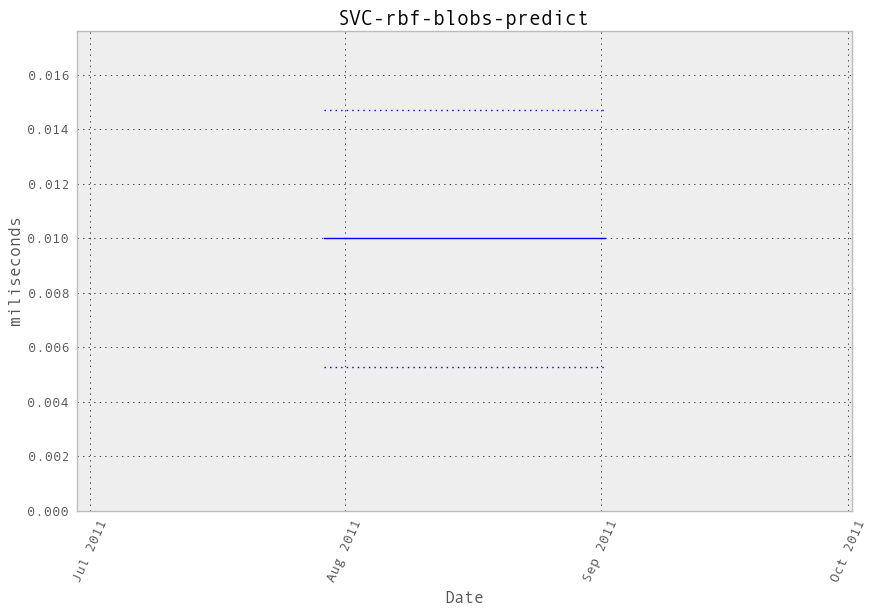 SVC-rbf-blobs-predict
0.016
0.014
0.012
0.010
0.008
0.006
0.004
0.002
0.000
miliseconds
Jul 2011
Aug 2011
Sep 2011
Oct 2011
Date